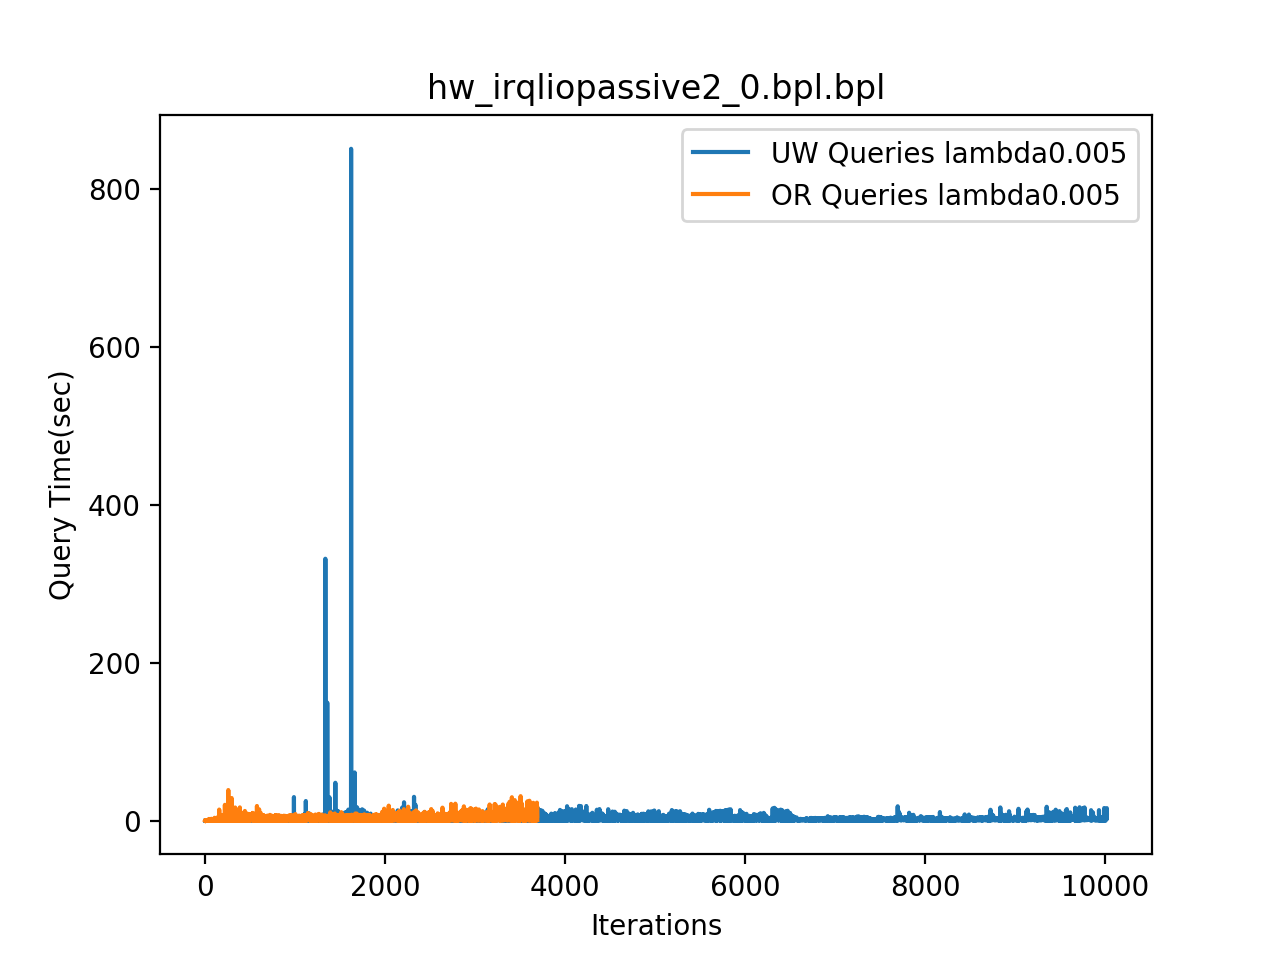 hw_irqliopassive2_0.bpl.bpl
UW Queries lambda0.005
OR Queries lambda0.005
Query Time(sec)
800
600
400
200
0
0 2000 4000 6000 8000 10000
Iterations